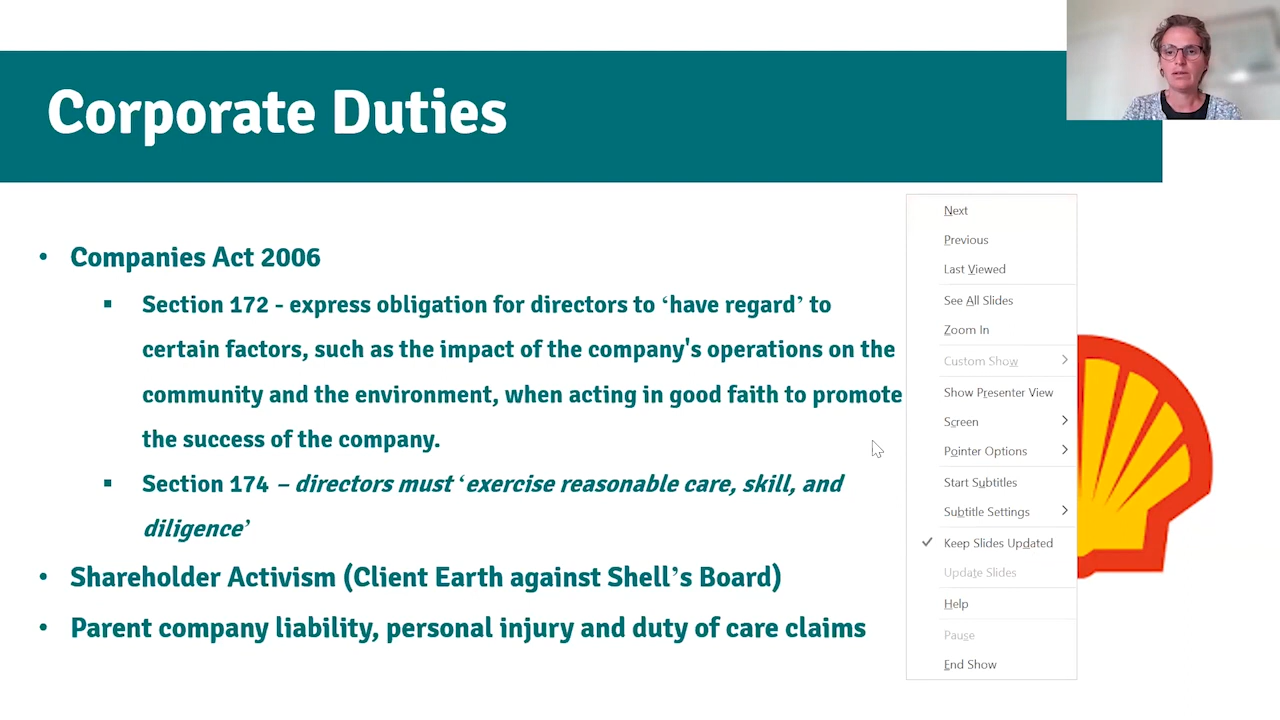 Corporate Duties
• Companies Act 2006
▪ Section 172 - express obligation for directors to ‘have regard’ to
certain factors, such as the impact of the company's operations on the
community and the environment, when acting in good faith to promote
the success of the company.
▪ Section 174 – directors must ‘exercise reasonable care, skill, and
diligence’
• Shareholder Activism (Client Earth against Shell’s Board)
• Parent company liability, personal injury and duty of care claims
Next
Previous
Last Viewed
See All Slides
Zoom In
Custom Show
Show Presenter View
Screen
Pointer Options
Start Subtitles
Subtitle Settings
Keep Slides Updated
Update Slides
Help
Pause
End Show